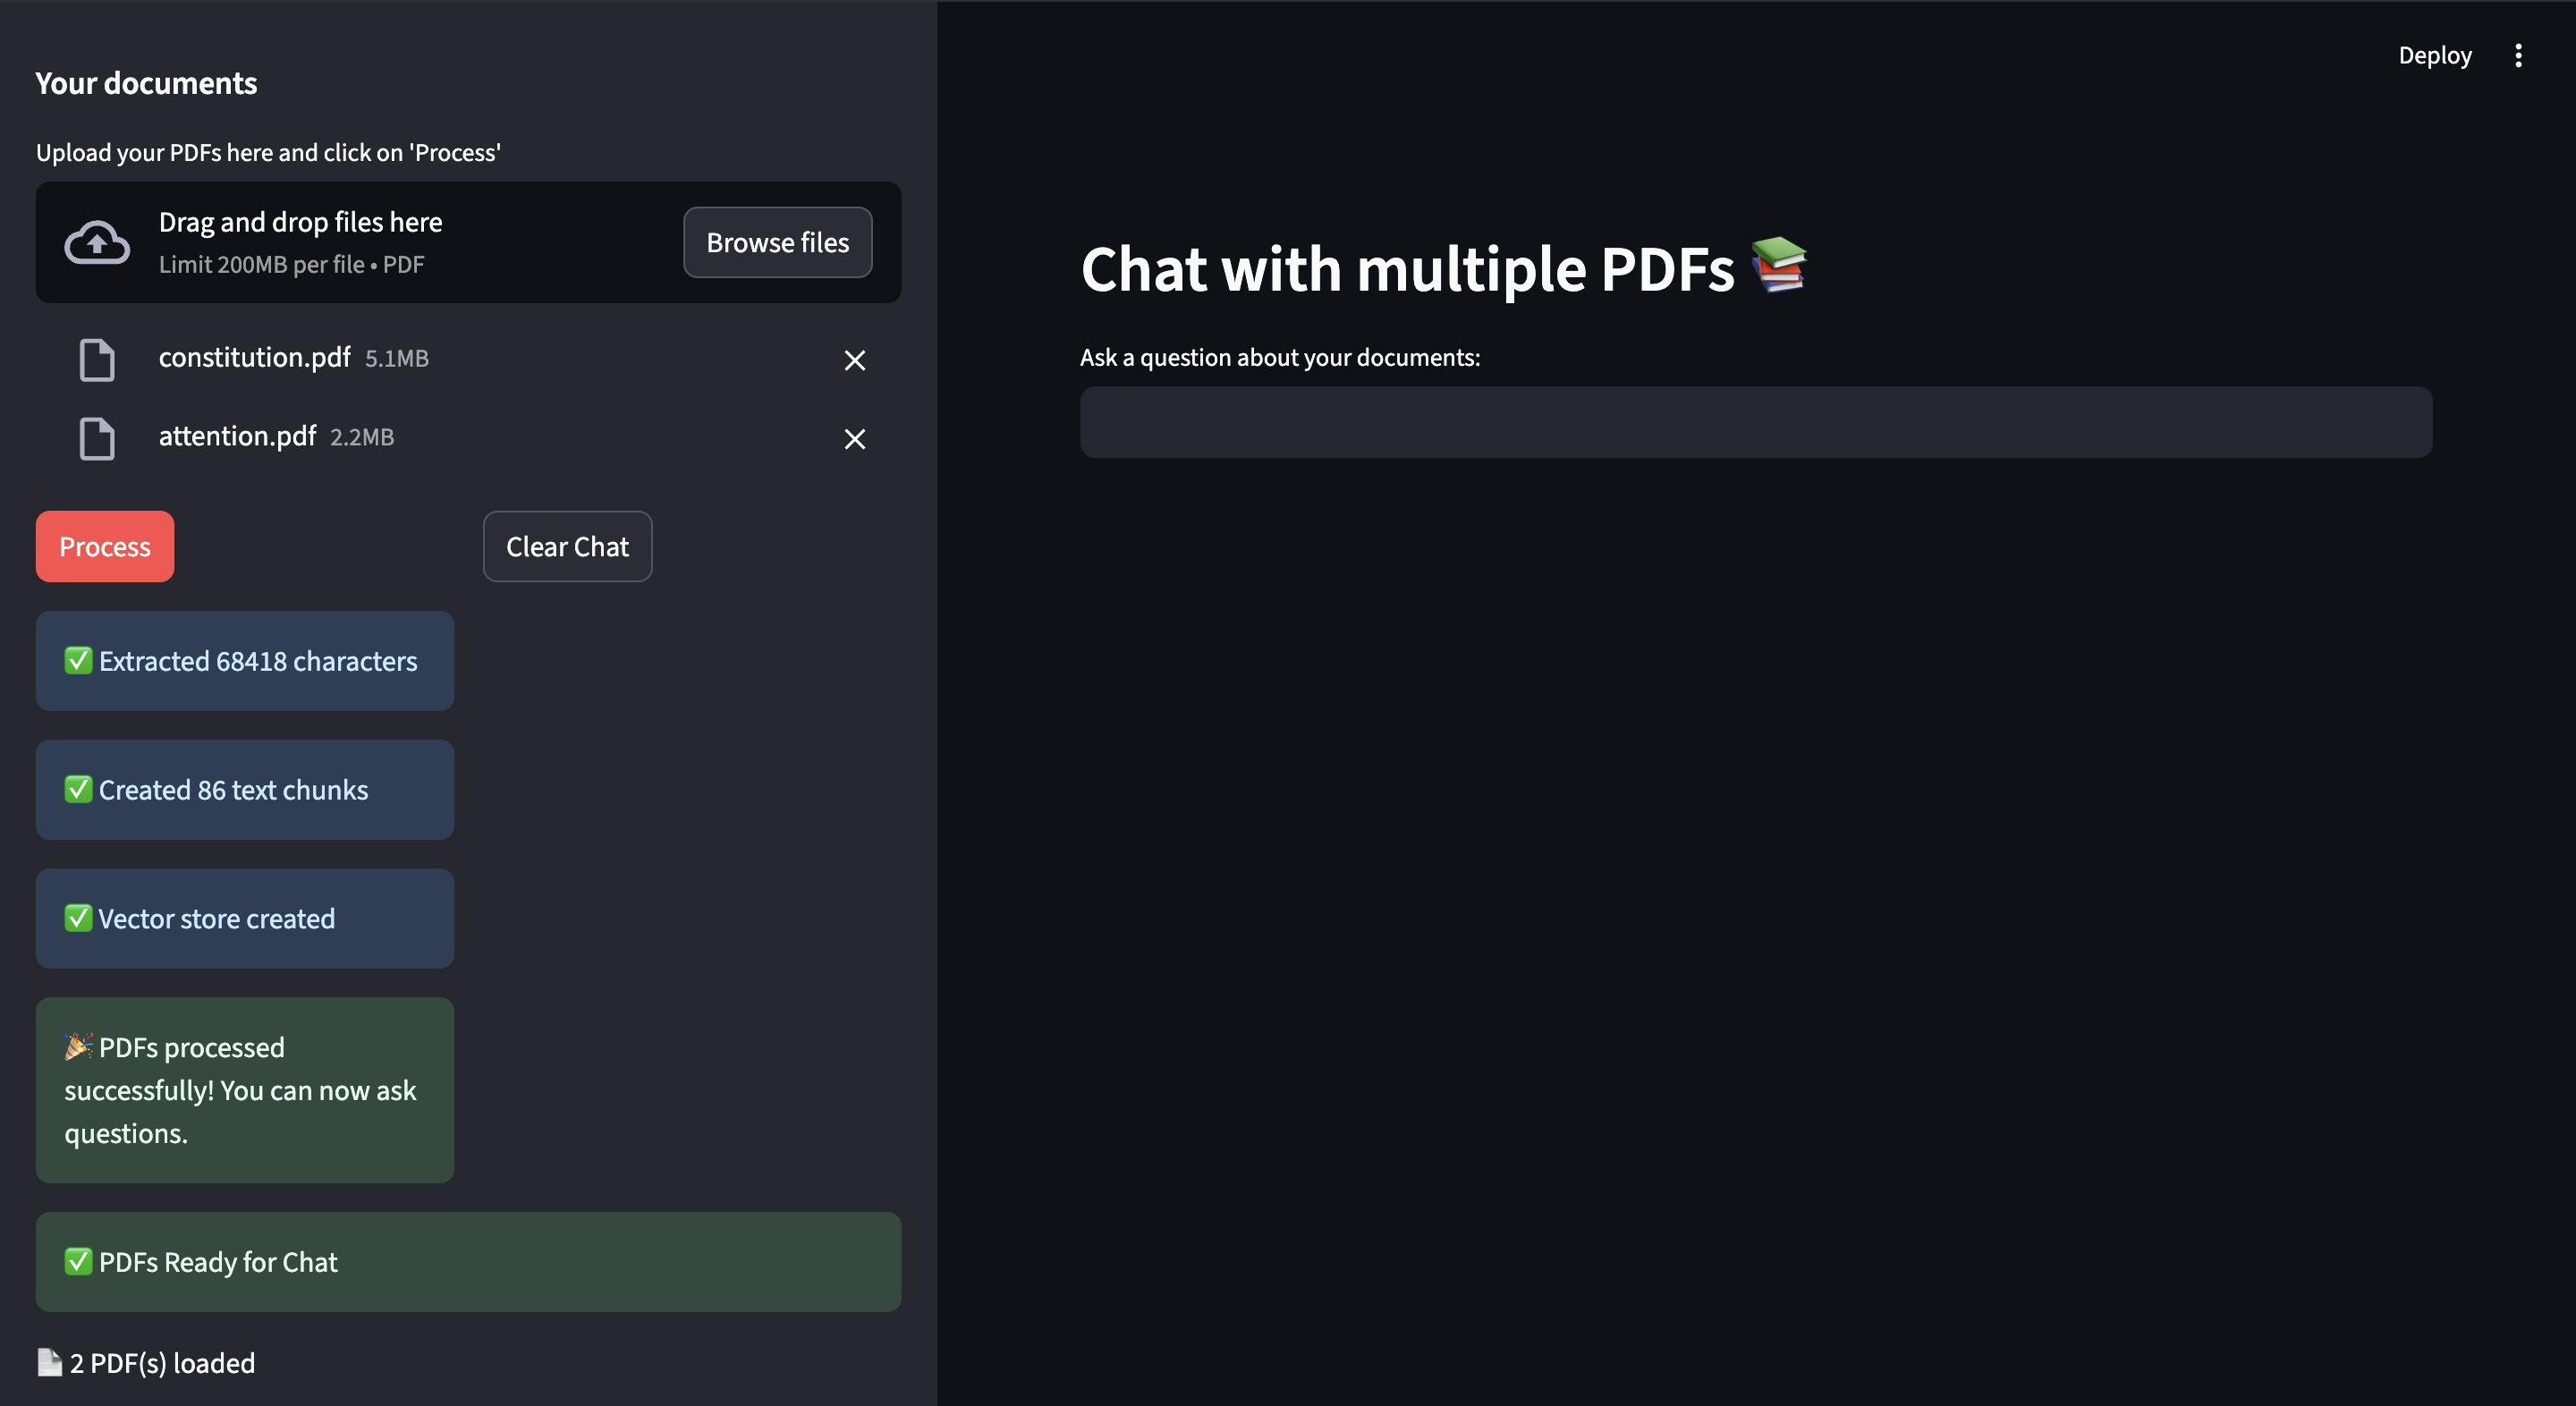 Your documents
Upload your PDFs here and click on 'Process'
Drag and drop files here
Limit 200MB per file • PDF
Browse files
constitution.pdf 5.1MB
attention.pdf 2.2MB
Process
Clear Chat
✅ Extracted 68418 characters
✅ Created 86 text chunks
✅ Vector store created
🎉 PDFs processed
successfully! You can now ask
questions.
✅ PDFs Ready for Chat
📄 2 PDF(s) loaded
Deploy
Chat with multiple PDFs 📚
Ask a question about your documents: